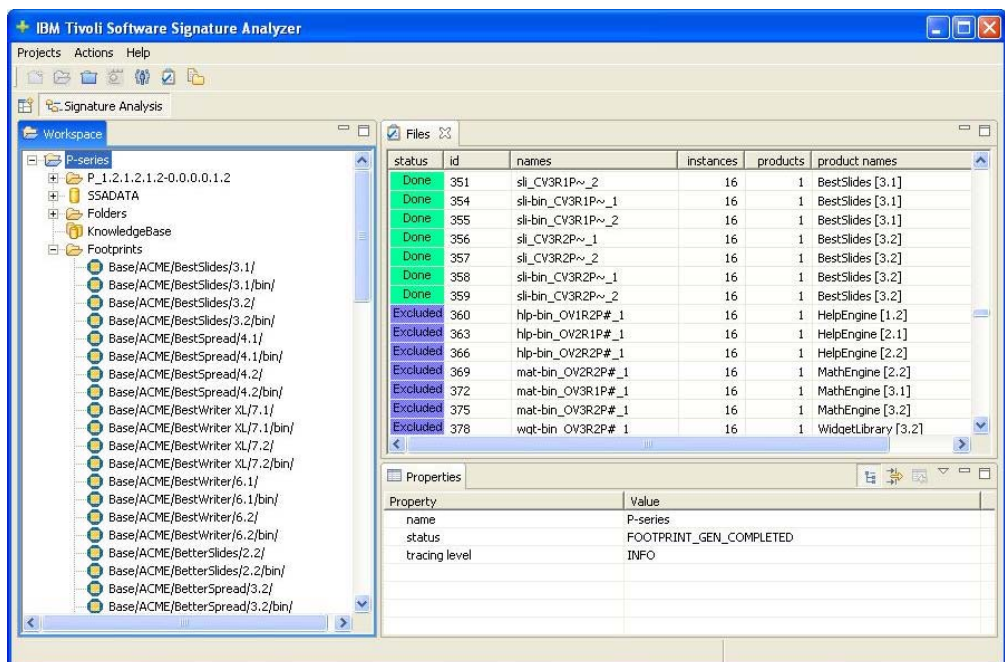 IBM Tivoli Software Signature Analyzer
Projects Actions Help
Signature Analysis
Workspace
P-series
P_1.2.1.2.1.2-0.0.0.0.1.2
SSADATA
Folders
KnowledgeBase
Footprints
Base/ACME/BestSlides/3.1/
Base/ACME/BestSlides/3.1/bin/
Base/ACME/BestSlides/3.2/
Base/ACME/BestSlides/3.2/bin/
Base/ACME/BestSpread/4.1/
Base/ACME/BestSpread/4.1/bin/
Base/ACME/BestSpread/4.2/
Base/ACME/BestSpread/4.2/bin/
Base/ACME/BestWriter XL/7.1/
Base/ACME/BestWriter XL/7.1/bin/
Base/ACME/BestWriter XL/7.2/
Base/ACME/BestWriter XL/7.2/bin/
Base/ACME/BestWriter/6.1/
Base/ACME/BestWriter/6.1/bin/
Base/ACME/BestWriter/6.2/
Base/ACME/BestWriter/6.2/bin/
Base/ACME/BetterSlides/2.2/
Base/ACME/BetterSlides/2.2/bin/
Base/ACME/BetterSpread/3.2/
Base/ACME/BetterSpread/3.2/bin/
Files
status id names instances products product names
Done 351 sli_CV3R1P~_2 16 1 BestSlides [3.1]
Done 354 sli-bin_CV3R1P~_1 16 1 BestSlides [3.1]
Done 355 sli-bin_CV3R1P~_2 16 1 BestSlides [3.1]
Done 356 sli_CV3R2P~_1 16 1 BestSlides [3.2]
Done 357 sli_CV3R2P~_2 16 1 BestSlides [3.2]
Done 358 sli-bin_CV3R2P~_1 16 1 BestSlides [3.2]
Done 359 sli-bin_CV3R2P~_2 16 1 BestSlides [3.2]
Excluded 360 hlp-bin_OV1R2P#_1 16 1 HelpEngine [1.2]
Excluded 363 hlp-bin_OV2R1P#_1 16 1 HelpEngine [2.1]
Excluded 366 hlp-bin_OV2R2P#_1 16 1 HelpEngine [2.2]
Excluded 369 mat-bin_OV2R2P#_1 16 1 MathEngine [2.2]
Excluded 372 mat-bin_OV3R1P#_1 16 1 MathEngine [3.1]
Excluded 375 mat-bin_OV3R2P#_1 16 1 MathEngine [3.2]
Excluded 378 wgt-bin_OV3R2P#_1 16 1 WidgetLibrary [3.2]
Properties
Property Value
name P-series
status FOOTPRINT_GEN_COMPLETED
tracing level INFO